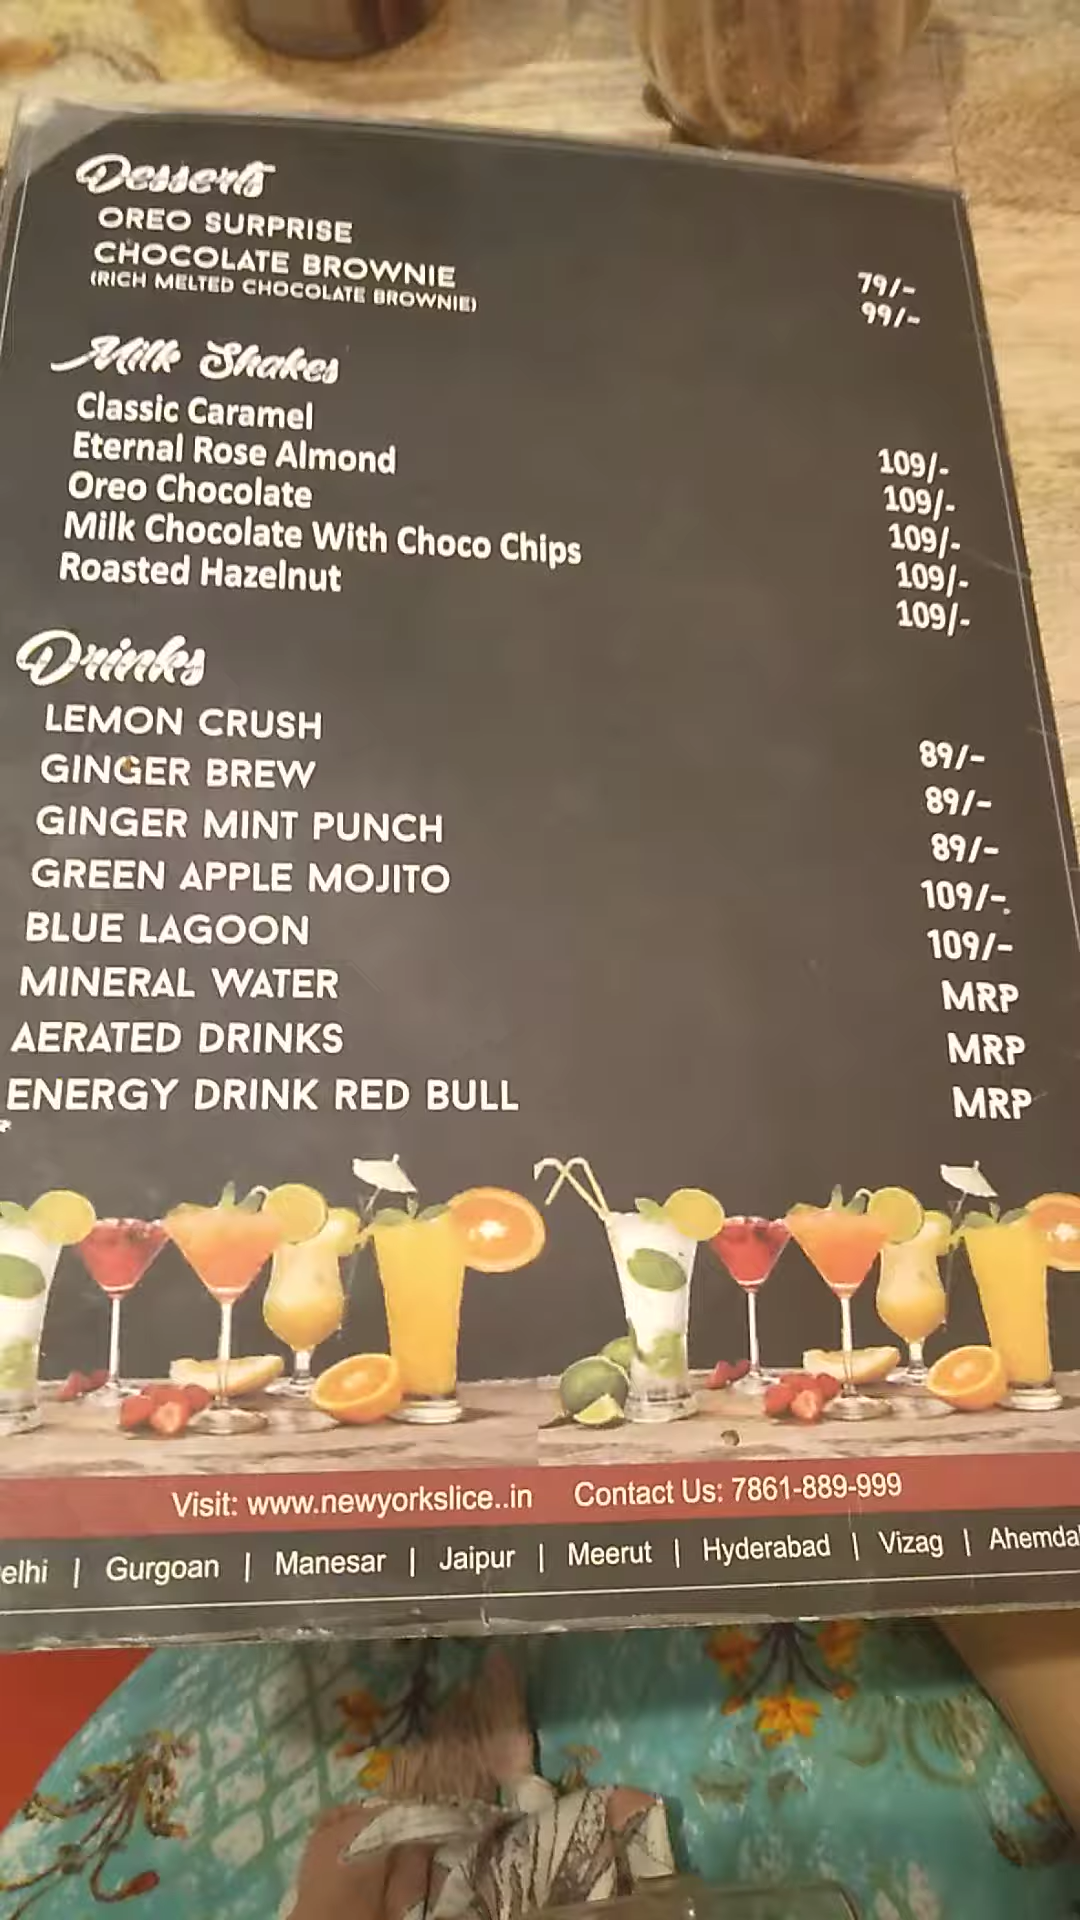 Desserts
OREO SURPRISE 79/-
CHOCOLATE BROWNIE 99/-
(RICH MELTED CHOCOLATE BROWNIE)
Milk Shakes
Classic Caramel 109/-
Eternal Rose Almond 109/-
Oreo Chocolate 109/-
Milk Chocolate With Choco Chips 109/-
Roasted Hazelnut 109/-
Drinks
LEMON CRUSH 89/-
GINGER BREW 89/-
GINGER MINT PUNCH 89/-
GREEN APPLE MOJITO 109/-
BLUE LAGOON 109/-
MINERAL WATER MRP
AERATED DRINKS MRP
ENERGY DRINK RED BULL MRP
Visit: www.newyorkslice..in Contact Us: 7861-889-999
elhi | Gurgoan | Manesar | Jaipur | Meerut | Hyderabad | Vizag | Ahemda